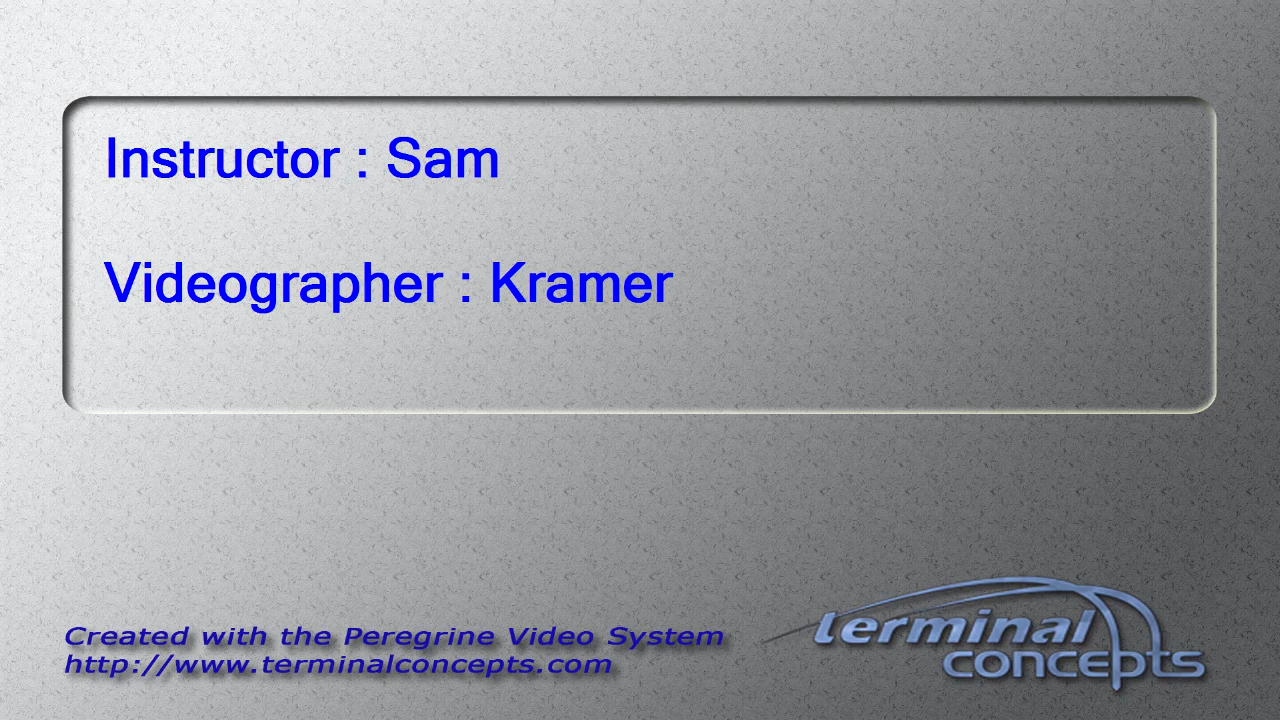 Instructor : Sam
Videographer : Kramer
Created with the Peregrine Video System
http://www.terminalconcepts.com
terminal
concepts